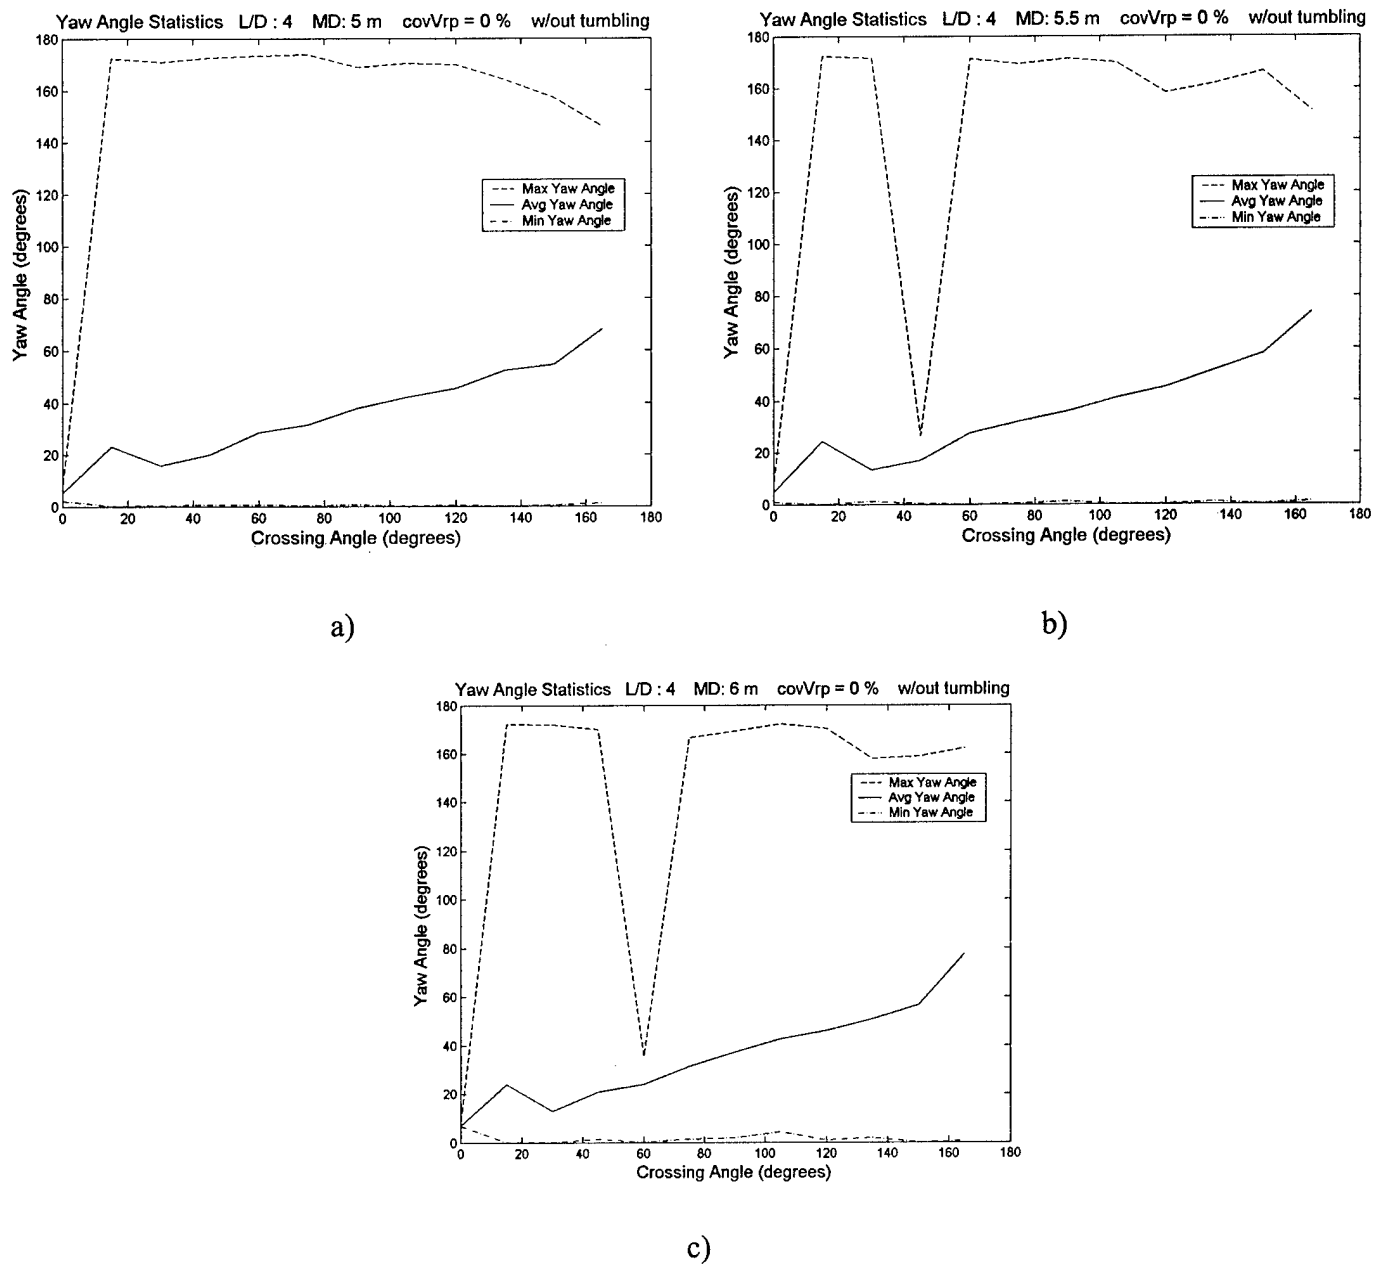 Yaw Angle Statistics L/D : 4 MD: 5 m covVrp = 0 % w/out tumbling
180
160
140
120
100
80
60
40
20
0
Yaw Angle (degrees)
Max Yaw Angle
Avg Yaw Angle
Min Yaw Angle
0 20 40 60 80 100 120 140 160 180
Crossing Angle (degrees)
a)
Yaw Angle Statistics L/D : 4 MD: 5.5 m covVrp = 0 % w/out tumbling
180
160
140
120
100
80
60
40
20
0
Yaw Angle (degrees)
Max Yaw Angle
Avg Yaw Angle
Min Yaw Angle
0 20 40 60 80 100 120 140 160 180
Crossing Angle (degrees)
b)
Yaw Angle Statistics L/D : 4 MD: 6 m covVrp = 0 % w/out tumbling
180
160
140
120
100
80
60
40
20
0
Yaw Angle (degrees)
Max Yaw Angle
Avg Yaw Angle
Min Yaw Angle
0 20 40 60 80 100 120 140 160 180
Crossing Angle (degrees)
c)